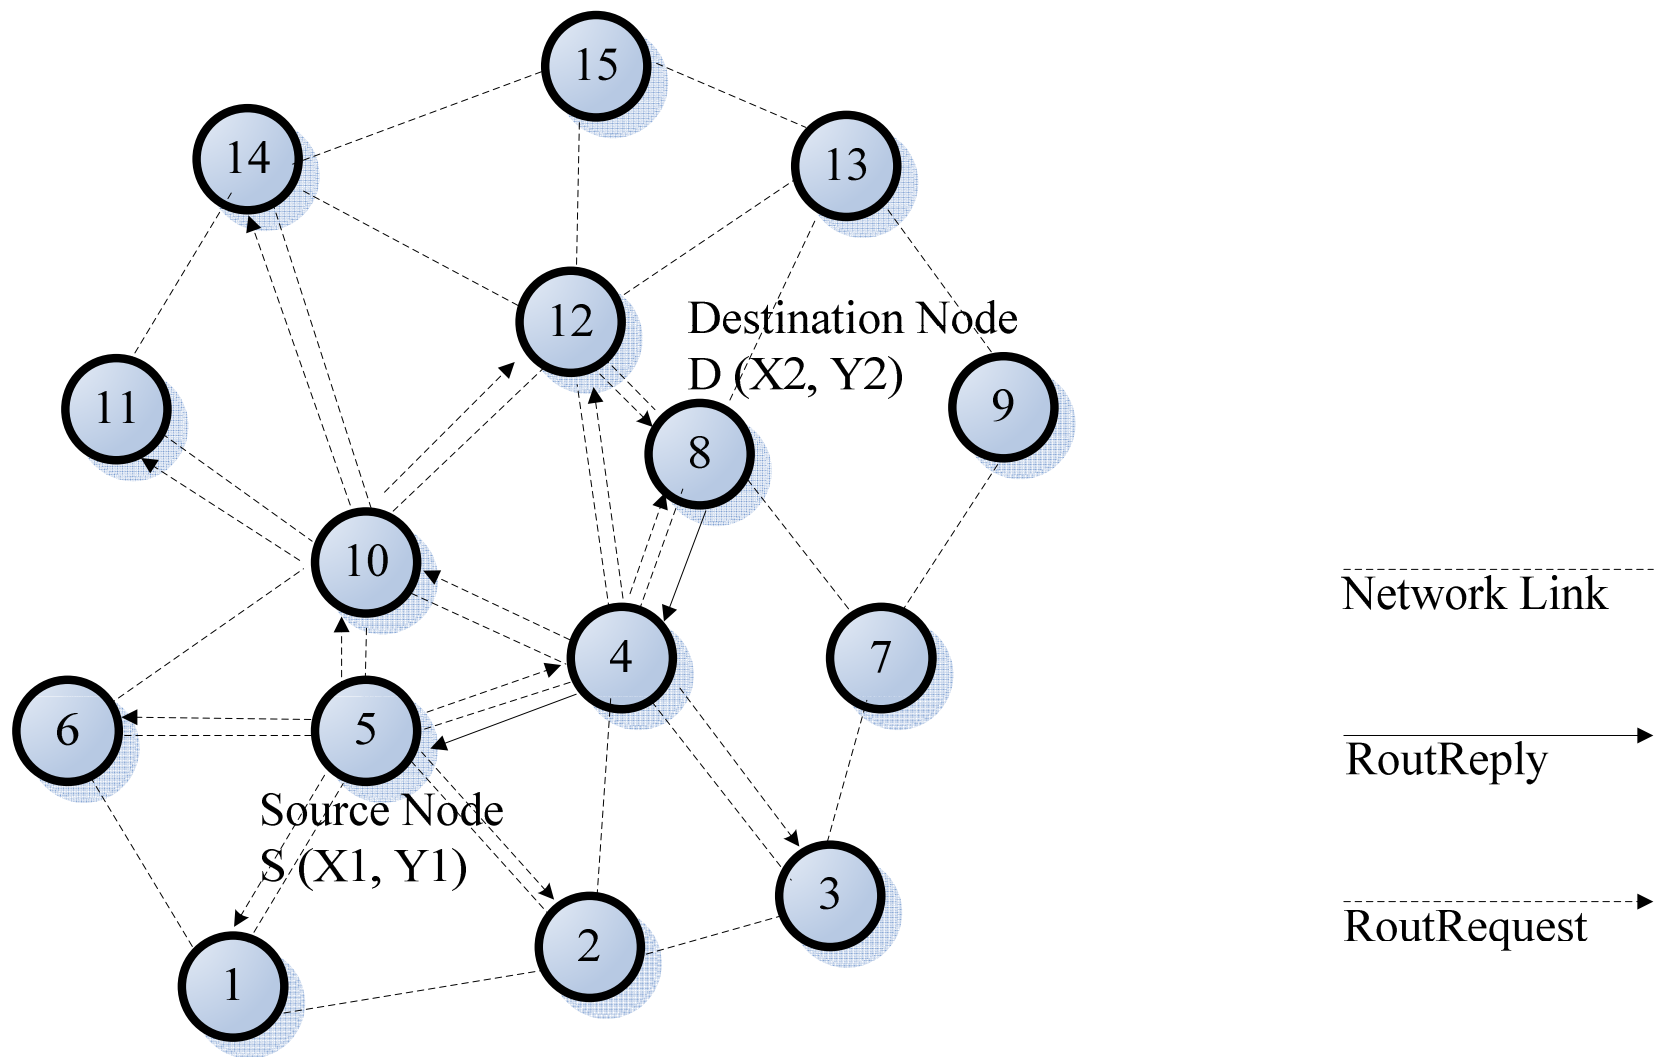 15
14
13
12
Destination Node
D (X2, Y2)
11
9
8
10
Network Link
4
7
6
5
RoutReply
Source Node
S (X1, Y1)
3
RoutRequest
2
1